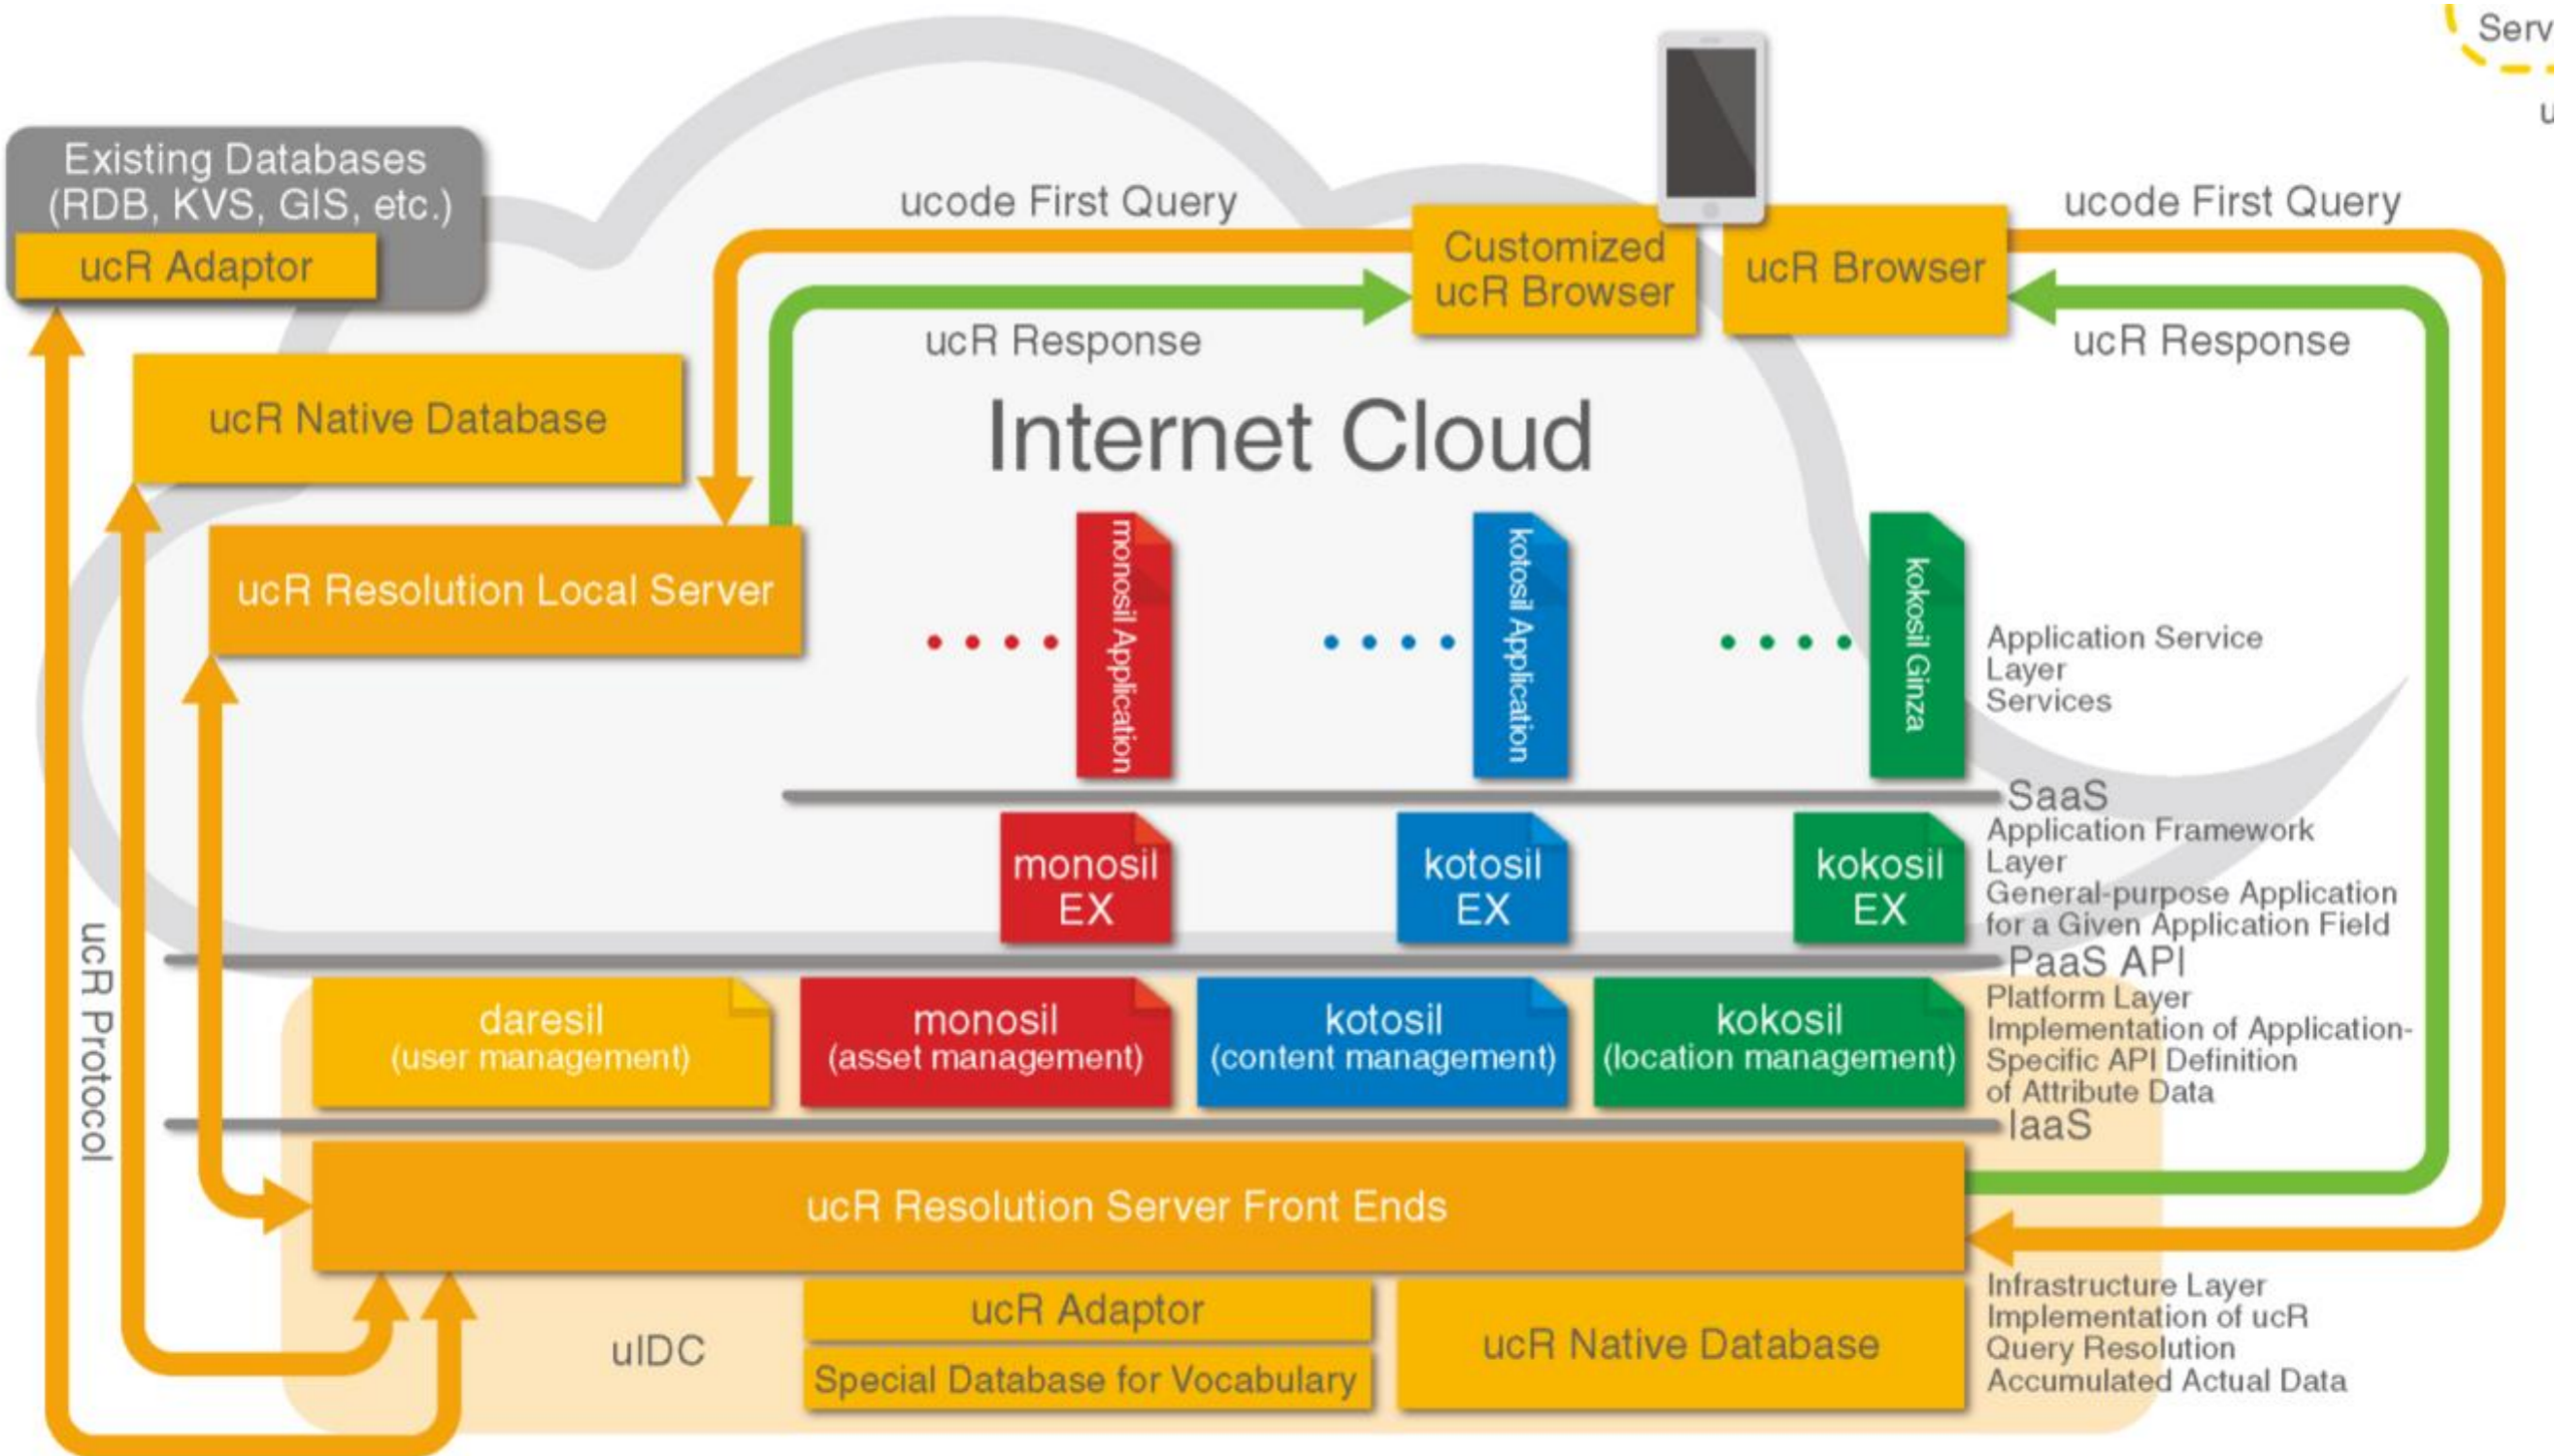 Serv
u
Existing Databases
(RDB, KVS, GIS, etc.)
ucR Adaptor
ucode First Query
Customized
ucR Browser
ucR Browser
ucode First Query
ucR Response
ucR Response
ucR Native Database
Internet Cloud
ucR Resolution Local Server
monosil Application
kotosil Application
kokosil Ginza
Application Service
Layer
Services
SaaS
monosil
EX
kotosil
EX
kokosil
EX
Application Framework
Layer
General-purpose Application
for a Given Application Field
PaaS API
ucR Protocol
daresil
(user management)
monosil
(asset management)
kotosil
(content management)
kokosil
(location management)
Platform Layer
Implementation of Application-
Specific API Definition
of Attribute Data
IaaS
ucR Resolution Server Front Ends
uIDC
ucR Adaptor
Special Database for Vocabulary
ucR Native Database
Infrastructure Layer
Implementation of ucR
Query Resolution
Accumulated Actual Data